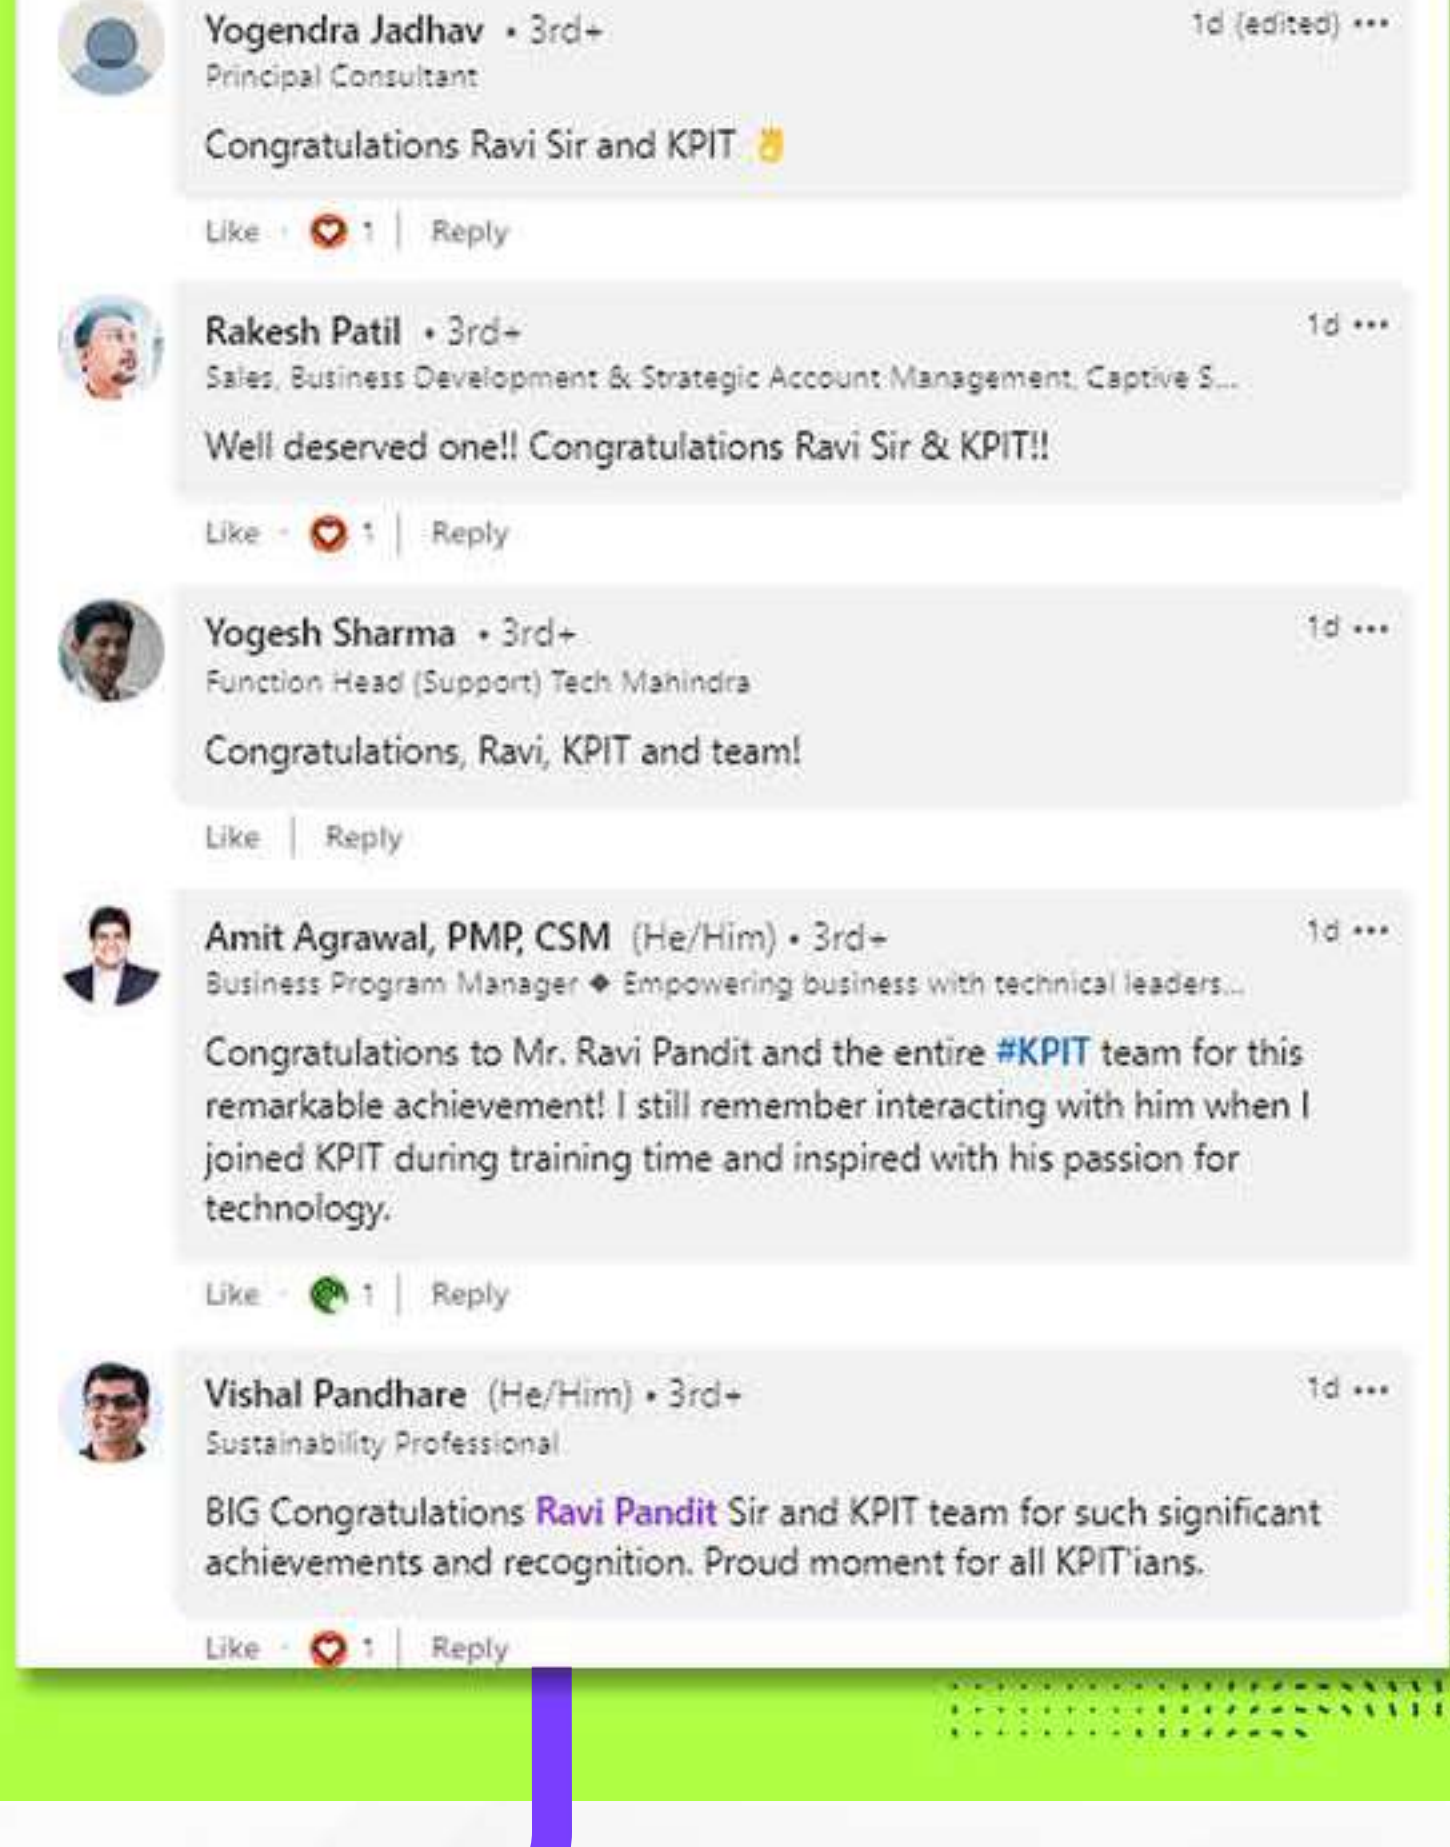 Yogendra Jadhav • 3rd+ 1d (edited) •••
Principal Consultant
Congratulations Ravi Sir and KPIT 👌
Like · 1 | Reply
Rakesh Patil • 3rd+ 1d •••
Sales, Business Development & Strategic Account Management, Captive S...
Well deserved one!! Congratulations Ravi Sir & KPIT!!
Like · 1 | Reply
Yogesh Sharma • 3rd+ 1d •••
Function Head (Support) Tech Mahindra
Congratulations, Ravi, KPIT and team!
Like | Reply
Amit Agrawal, PMP, CSM (He/Him) • 3rd+ 1d •••
Business Program Manager ◆ Empowering business with technical leaders...
Congratulations to Mr. Ravi Pandit and the entire #KPIT team for this
remarkable achievement! I still remember interacting with him when I
joined KPIT during training time and inspired with his passion for
technology.
Like · 1 | Reply
Vishal Pandhare (He/Him) • 3rd+ 1d •••
Sustainability Professional
BIG Congratulations Ravi Pandit Sir and KPIT team for such significant
achievements and recognition. Proud moment for all KPIT'ians.
Like · 1 | Reply